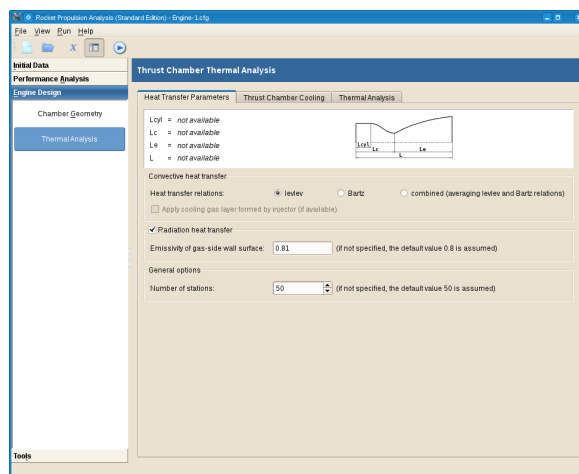 Rocket Propulsion Analysis (Standard Edition) - Engine-1.cfg
File View Run Help
X
Initial Data
Performance Analysis
Engine Design
Chamber Geometry
Thermal Analysis
Tools
Thrust Chamber Thermal Analysis
Heat Transfer Parameters Thrust Chamber Cooling Thermal Analysis
Lcyl = not available
Lc = not available
Le = not available
L = not available
Lcyl
Lc Le
L
Convective heat transfer
Heat transfer relations: Ievlev Bartz combined (averaging Ievlev and Bartz relations)
Apply cooling gas layer formed by injector (if available)
Radiation heat transfer
Emissivity of gas-side wall surface: 0.81 (if not specified, the default value 0.8 is assumed)
General options
Number of stations: 50 (if not specified, the default value 50 is assumed)